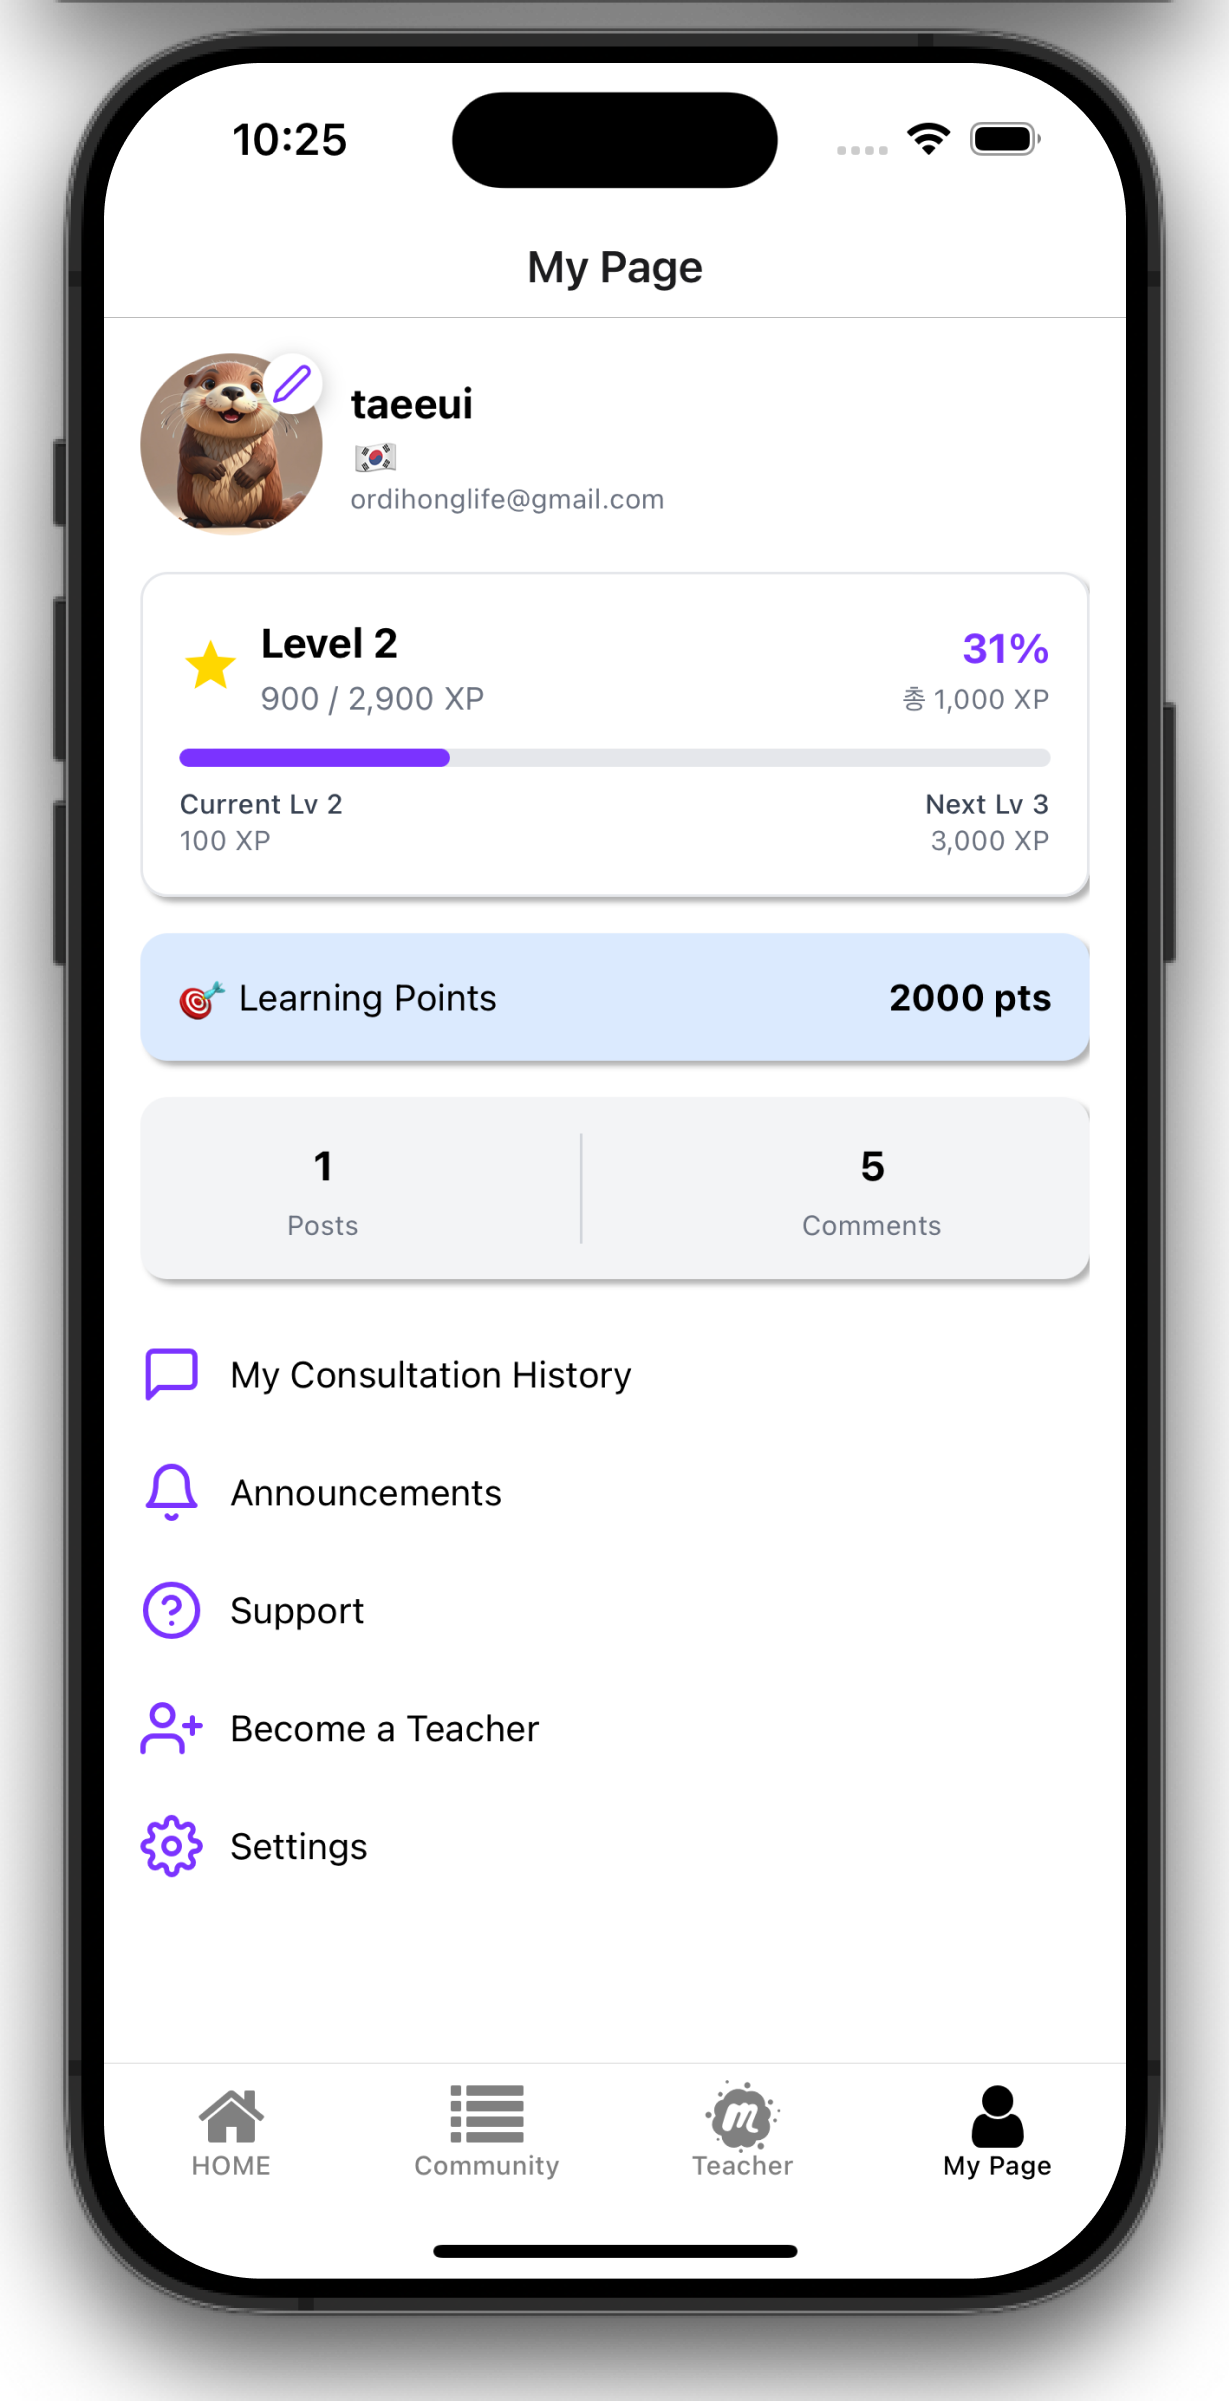 10:25
My Page
taeeui
ordihonglife@gmail.com
Level 2
31%
900 / 2,900 XP
총 1,000 XP
Current Lv 2
Next Lv 3
100 XP
3,000 XP
Learning Points
2000 pts
1
5
Posts
Comments
My Consultation History
Announcements
Support
Become a Teacher
Settings
HOME
Community
m
Teacher
My Page